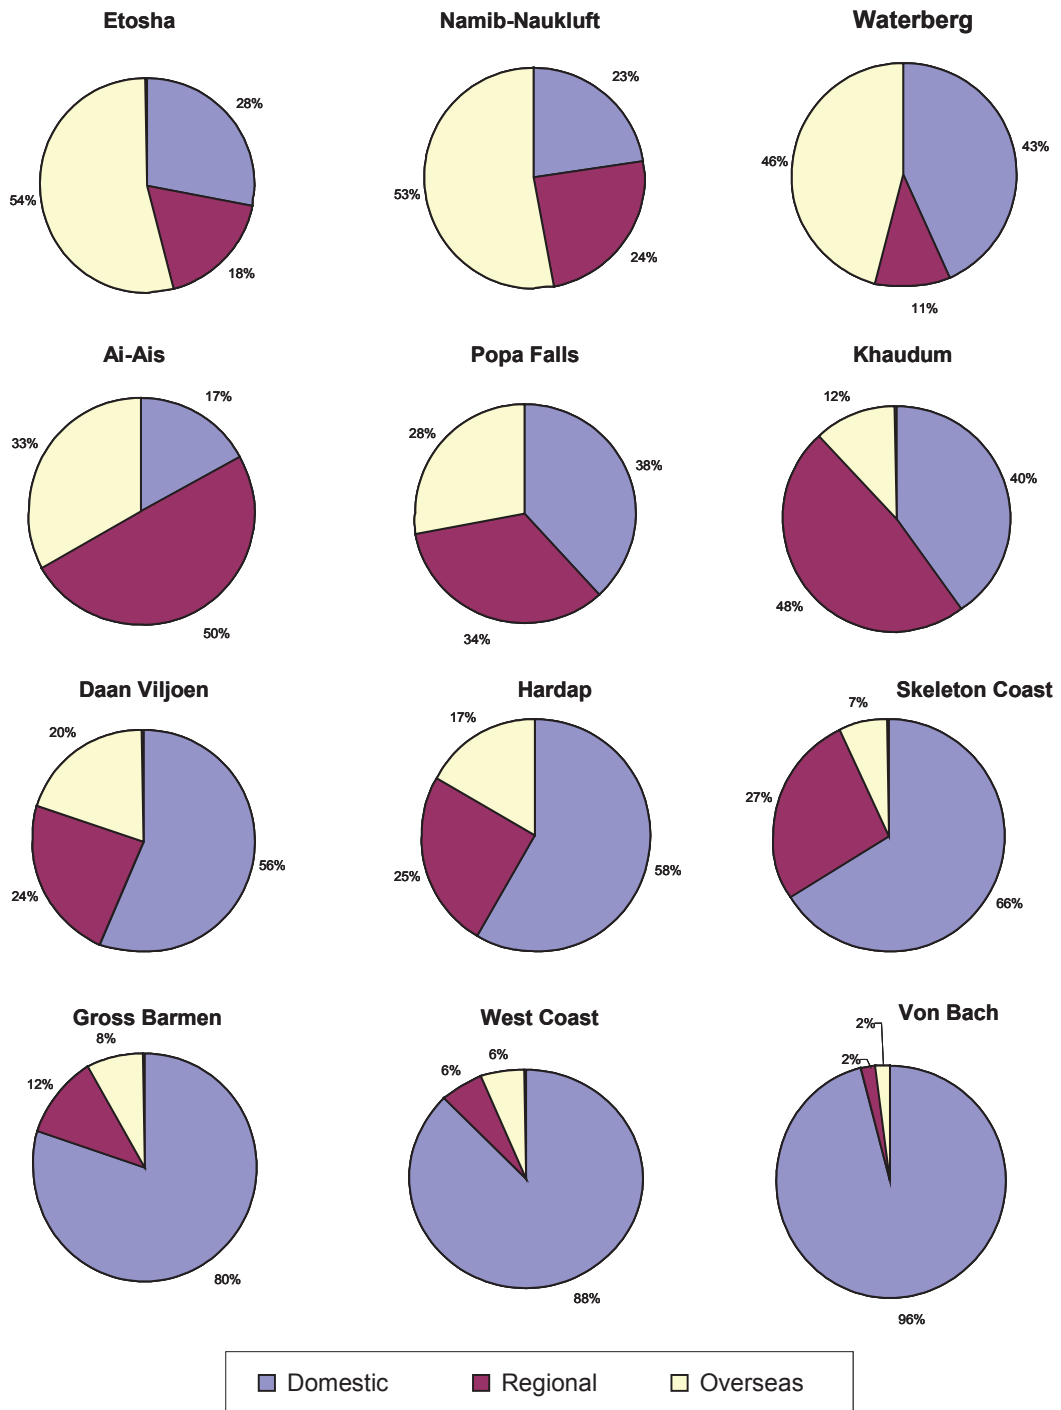 Etosha
28%
54%
18%
Namib-Naukluft
23%
53%
24%
Waterberg
43%
46%
11%
Ai-Ais
17%
33%
50%
Popa Falls
28%
38%
34%
Khaudum
12%
40%
48%
Daan Viljoen
20%
56%
24%
Hardap
17%
58%
25%
Skeleton Coast
7%
27%
66%
Gross Barmen
8%
12%
80%
West Coast
6%
6%
88%
Von Bach
2%
2%
96%
Domestic Regional Overseas